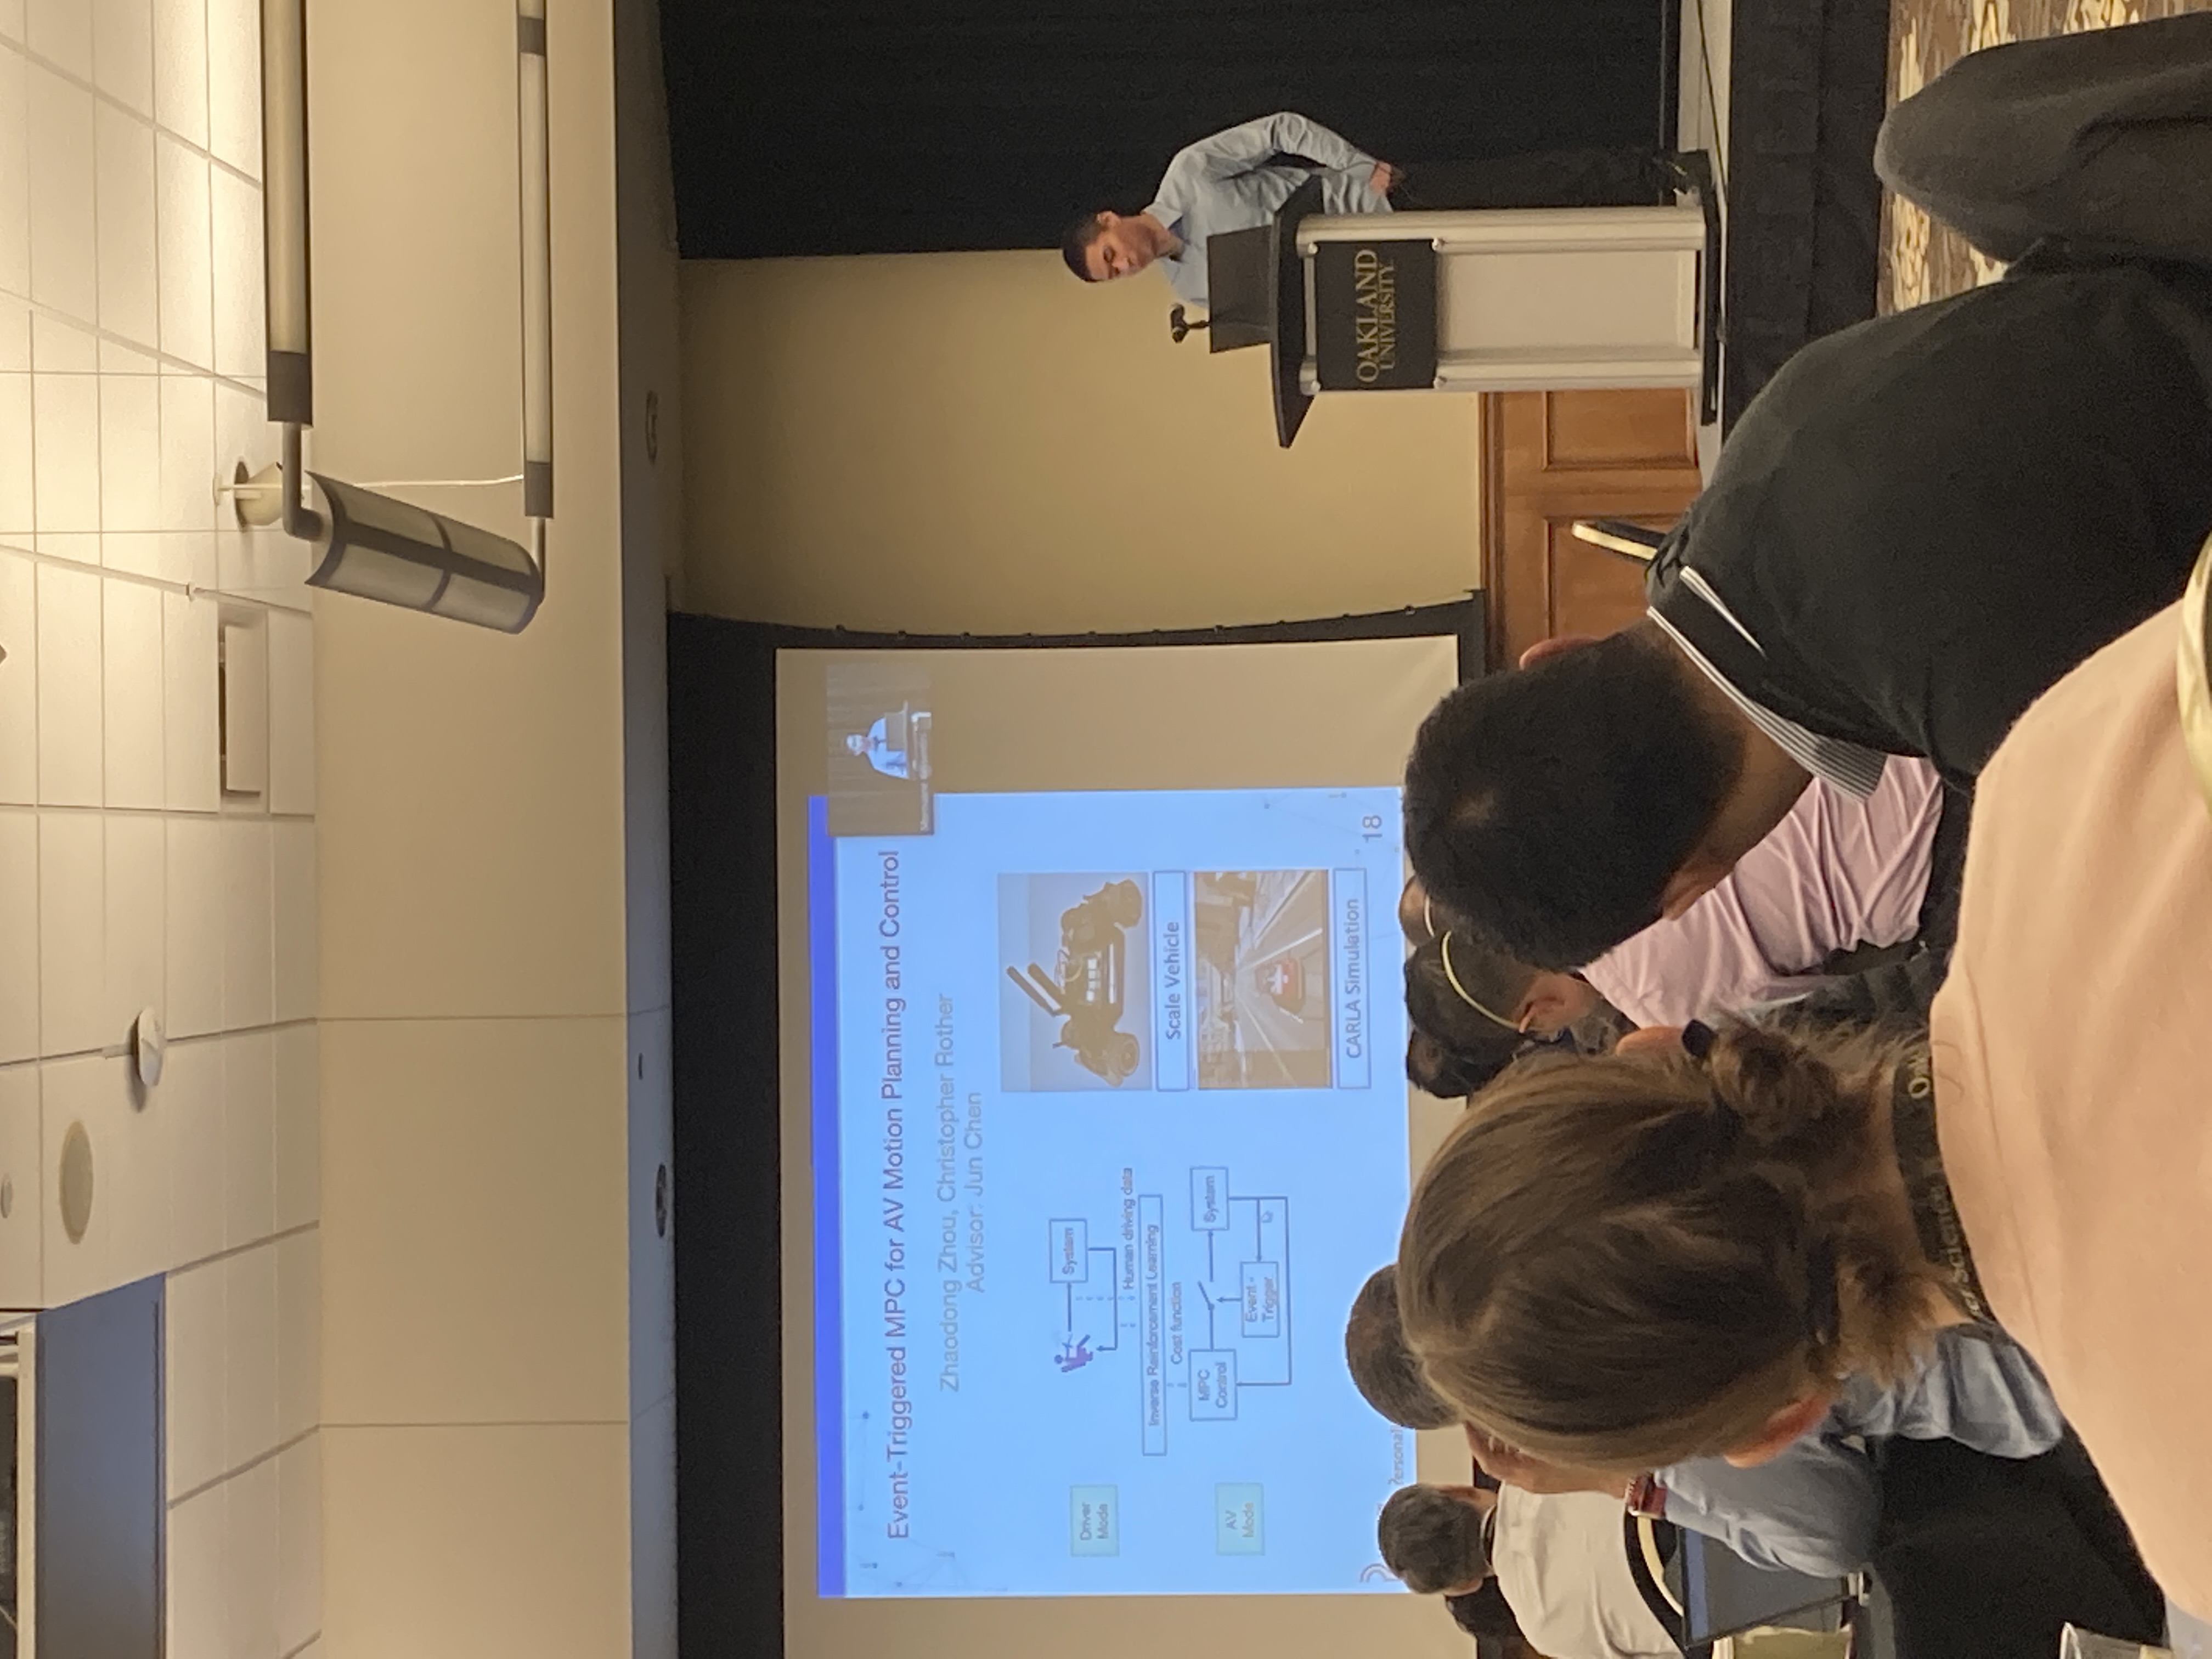 Event-Triggered MPC for AV Motion Planning and Control
Zhaodong Zhou, Christopher Rother
Advisor: Jun Chen
Driver
Mode
System
Human driving data
Inverse Reinforcement Learning
Cost function
MPC
Control
System
AV
Mode
Event-
Trigger
Scale Vehicle
CARLA Simulation
18
OAKLAND
UNIVERSITY
Science